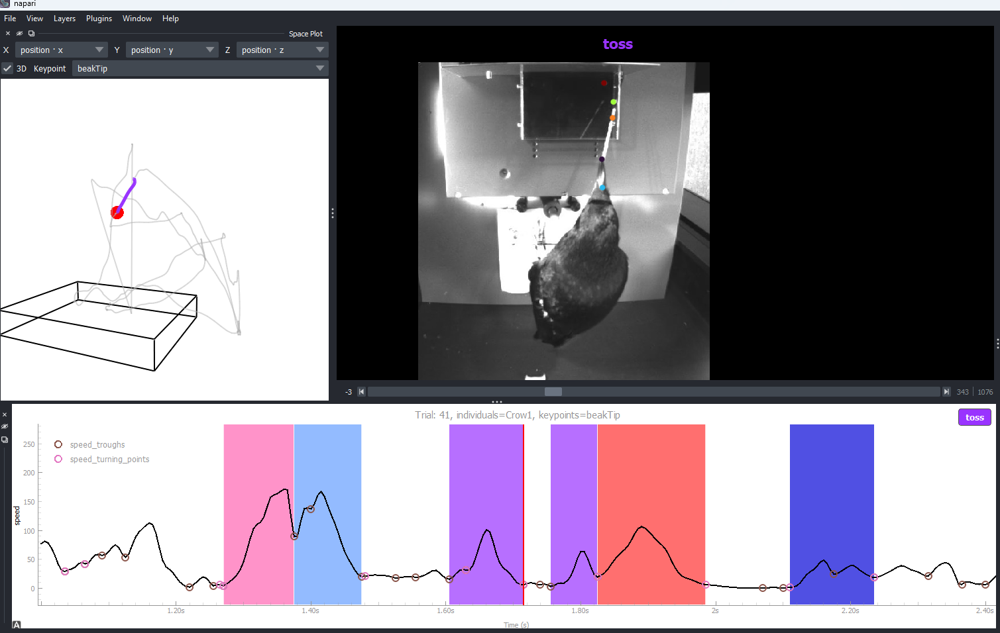 napari
File View Layers Plugins Window Help
Space Plot
X position · x Y position · y Z position · z
3D Keypoint beakTip
toss
-3 343 1076
Trial: 41, individuals=Crow1, keypoints=beakTip
toss
speed_troughs
speed_turning_points
250
200
150
100
50
0
speed
1.20s 1.40s 1.60s 1.80s 2s 2.20s 2.40s
Time (s)
A